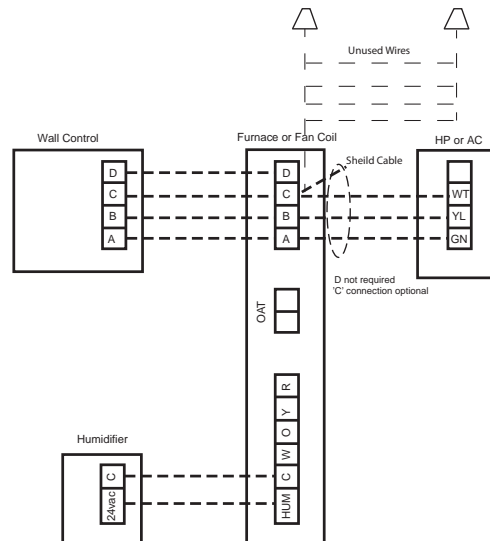 Unused Wires
Wall Control
Furnace or Fan Coil
HP or AC
Sheild Cable
D
C
B
A
D
C
B
A
WT
YL
GN
D not required
'C' connection optional
OAT
R
Y
O
W
C
HUM
Humidifier
C
24vac